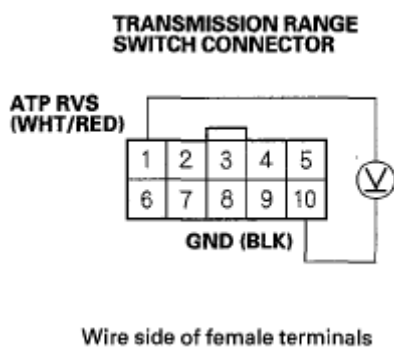 TRANSMISSION RANGE
SWITCH CONNECTOR
ATP RVS
(WHT/RED)
1 2 3 4 5
V
6 7 8 9 10
GND (BLK)
Wire side of female terminals